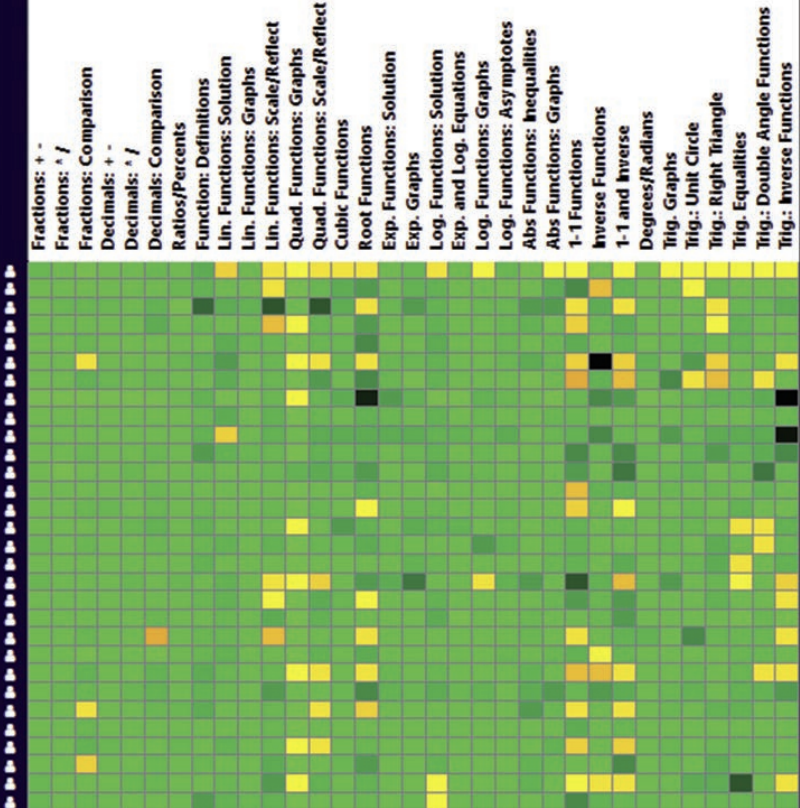 Fractions: + -
Fractions: * /
Fractions: Comparison
Decimals: + -
Decimals: ^ /
Decimals: Comparison
Ratios/Percents
Function: Definitions
Lin. Functions: Solution
Lin. Functions: Graphs
Lin. Functions: Scale/Reflect
Quad. Functions: Graphs
Quad. Functions: Scale/Reflect
Cubic Functions
Root Functions
Exp. Functions: Solution
Exp. Graphs
Log. Functions: Solution
Exp. and Log. Equations
Log. Functions: Graphs
Log. Functions: Asymptotes
Abs Functions: Inequalities
Abs Functions: Graphs
1-1 Functions
Inverse Functions
1-1 and Inverse
Degrees/Radians
Trig. Graphs
Trig.: Unit Circle
Trig.: Right Triangle
Trig. Equalities
Trig.: Double Angle Functions
Trig.: Inverse Functions